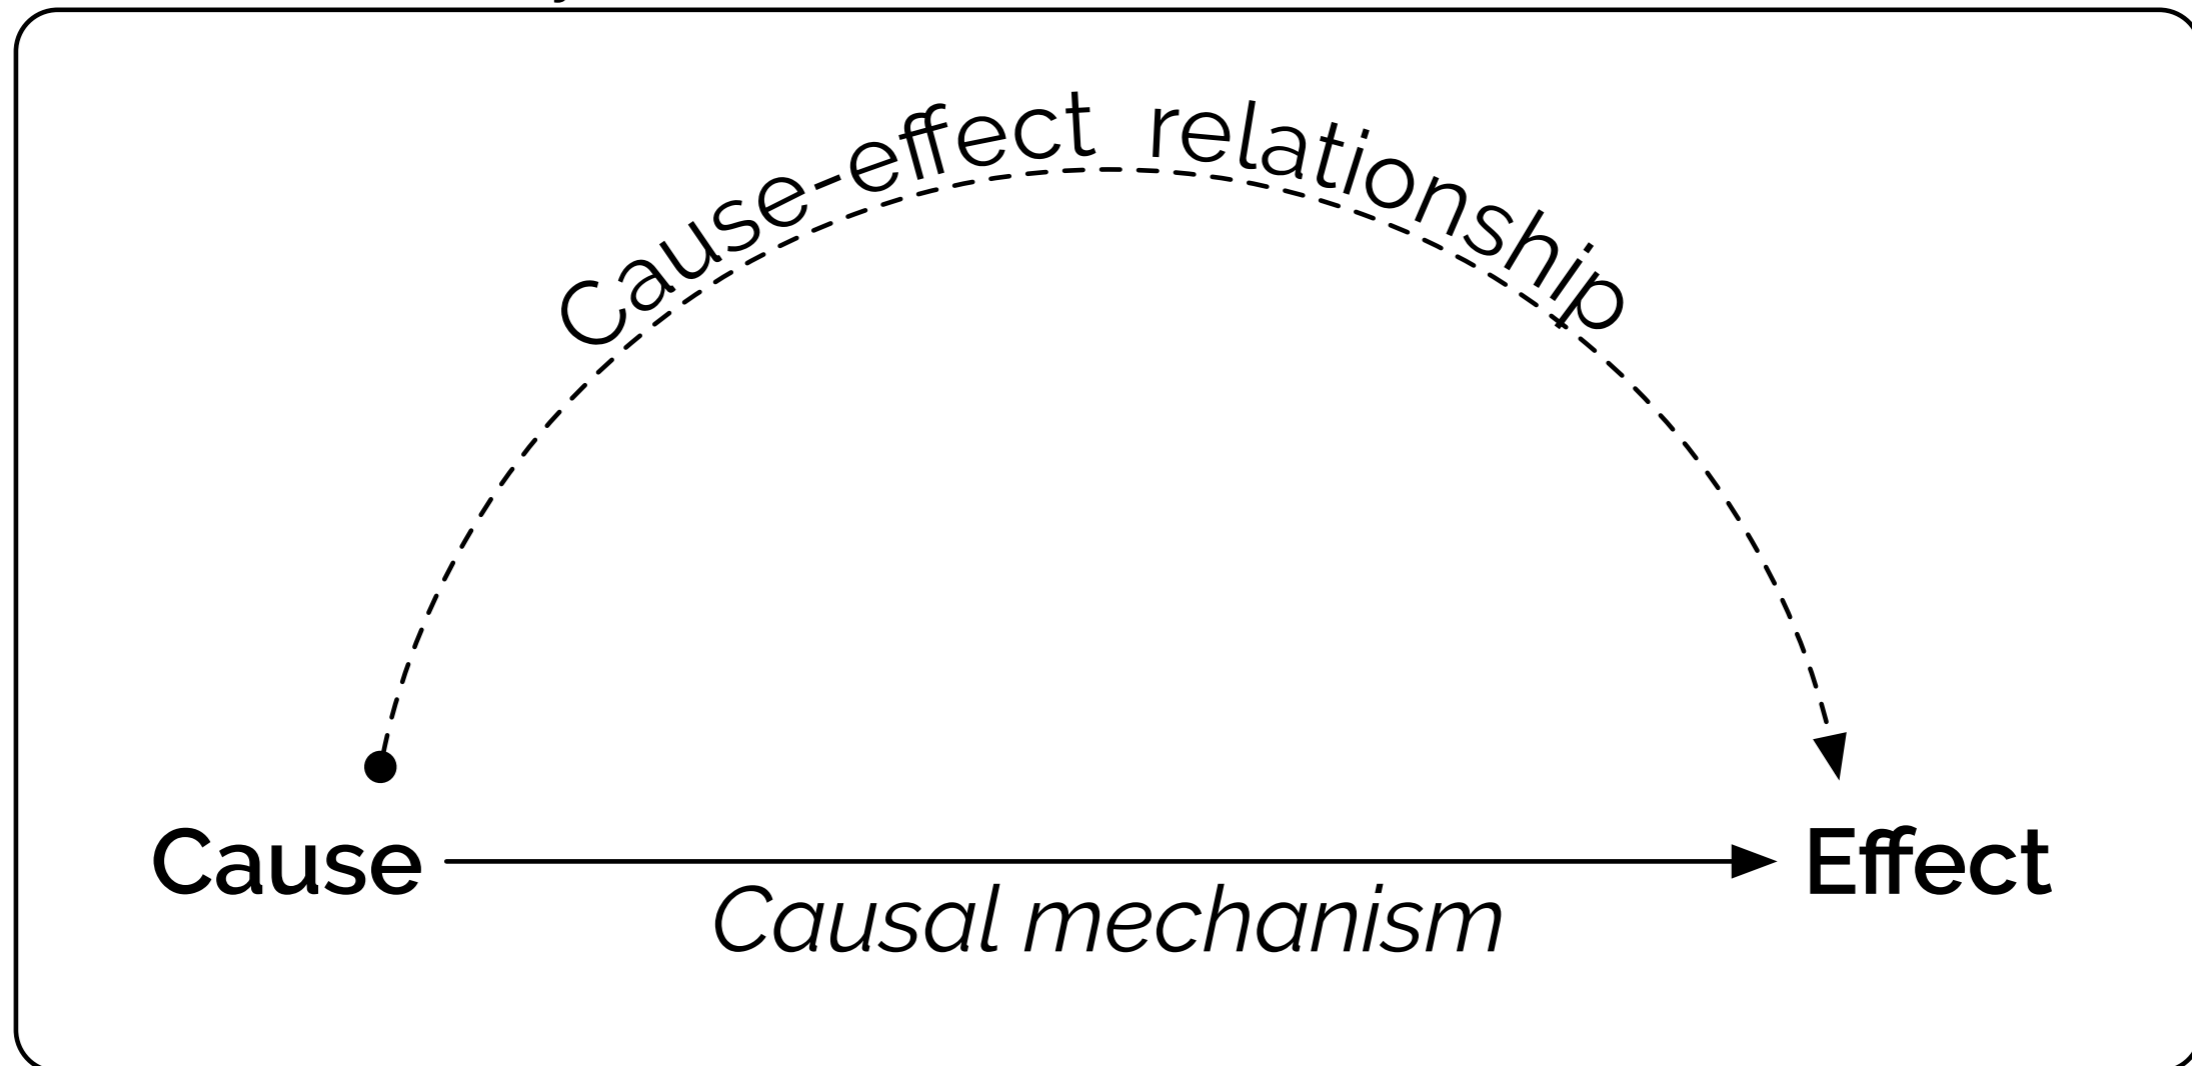 Cause-effect relationship
Cause
Effect
Causal mechanism